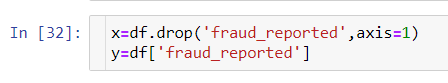 In [32]: x=df.drop('fraud_reported',axis=1)
y=df['fraud_reported']